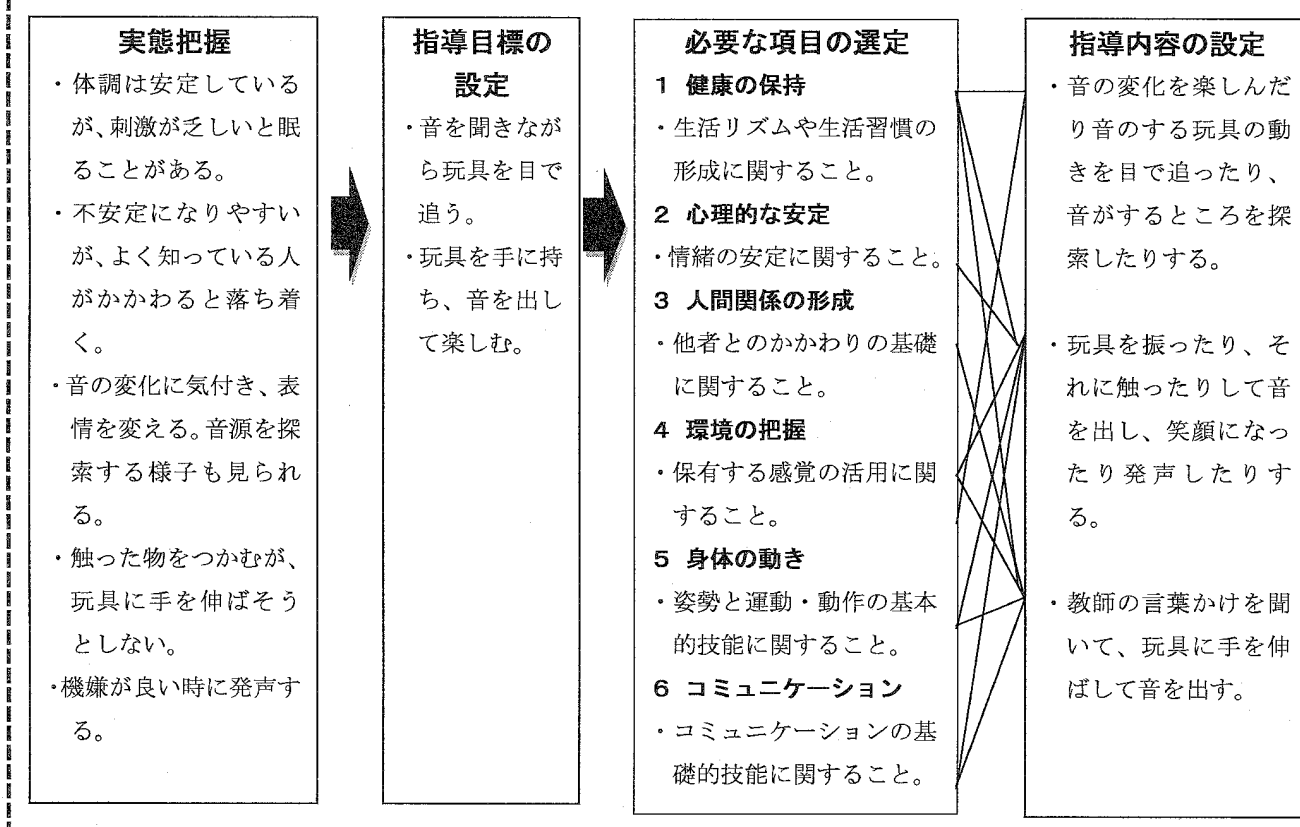 実態把握
・体調は安定している
が、刺激が乏しいと眠
ることがある。
・不安定になりやすい
が、よく知っている人
がかかわると落ち着
く。
・音の変化に気付き、表
情を変える。音源を探
索する様子も見られ
る。
・触った物をつかむが、
玩具に手を伸ばそう
としない。
・機嫌が良い時に発声す
る。
指導目標の
設定
・音を聞きなが
ら玩具を目で
追う。
・玩具を手に持
ち、音を出し
て楽しむ。
必要な項目の選定
1 健康の保持
・生活リズムや生活習慣の
形成に関すること。
2 心理的な安定
・情緒の安定に関すること。
3 人間関係の形成
・他者とのかかわりの基礎
に関すること。
4 環境の把握
・保有する感覚の活用に関
すること。
5 身体の動き
・姿勢と運動・動作の基本
的技能に関すること。
6 コミュニケーション
・コミュニケーションの基
礎的技能に関すること。
指導内容の設定
・音の変化を楽しんだ
り音のする玩具の動
きを目で追ったり、
音がするところを探
索したりする。
・玩具を振ったり、そ
れに触ったりして音
を出し、笑顔になっ
たり発声したりす
る。
・教師の言葉かけを聞
いて、玩具に手を伸
ばして音を出す。